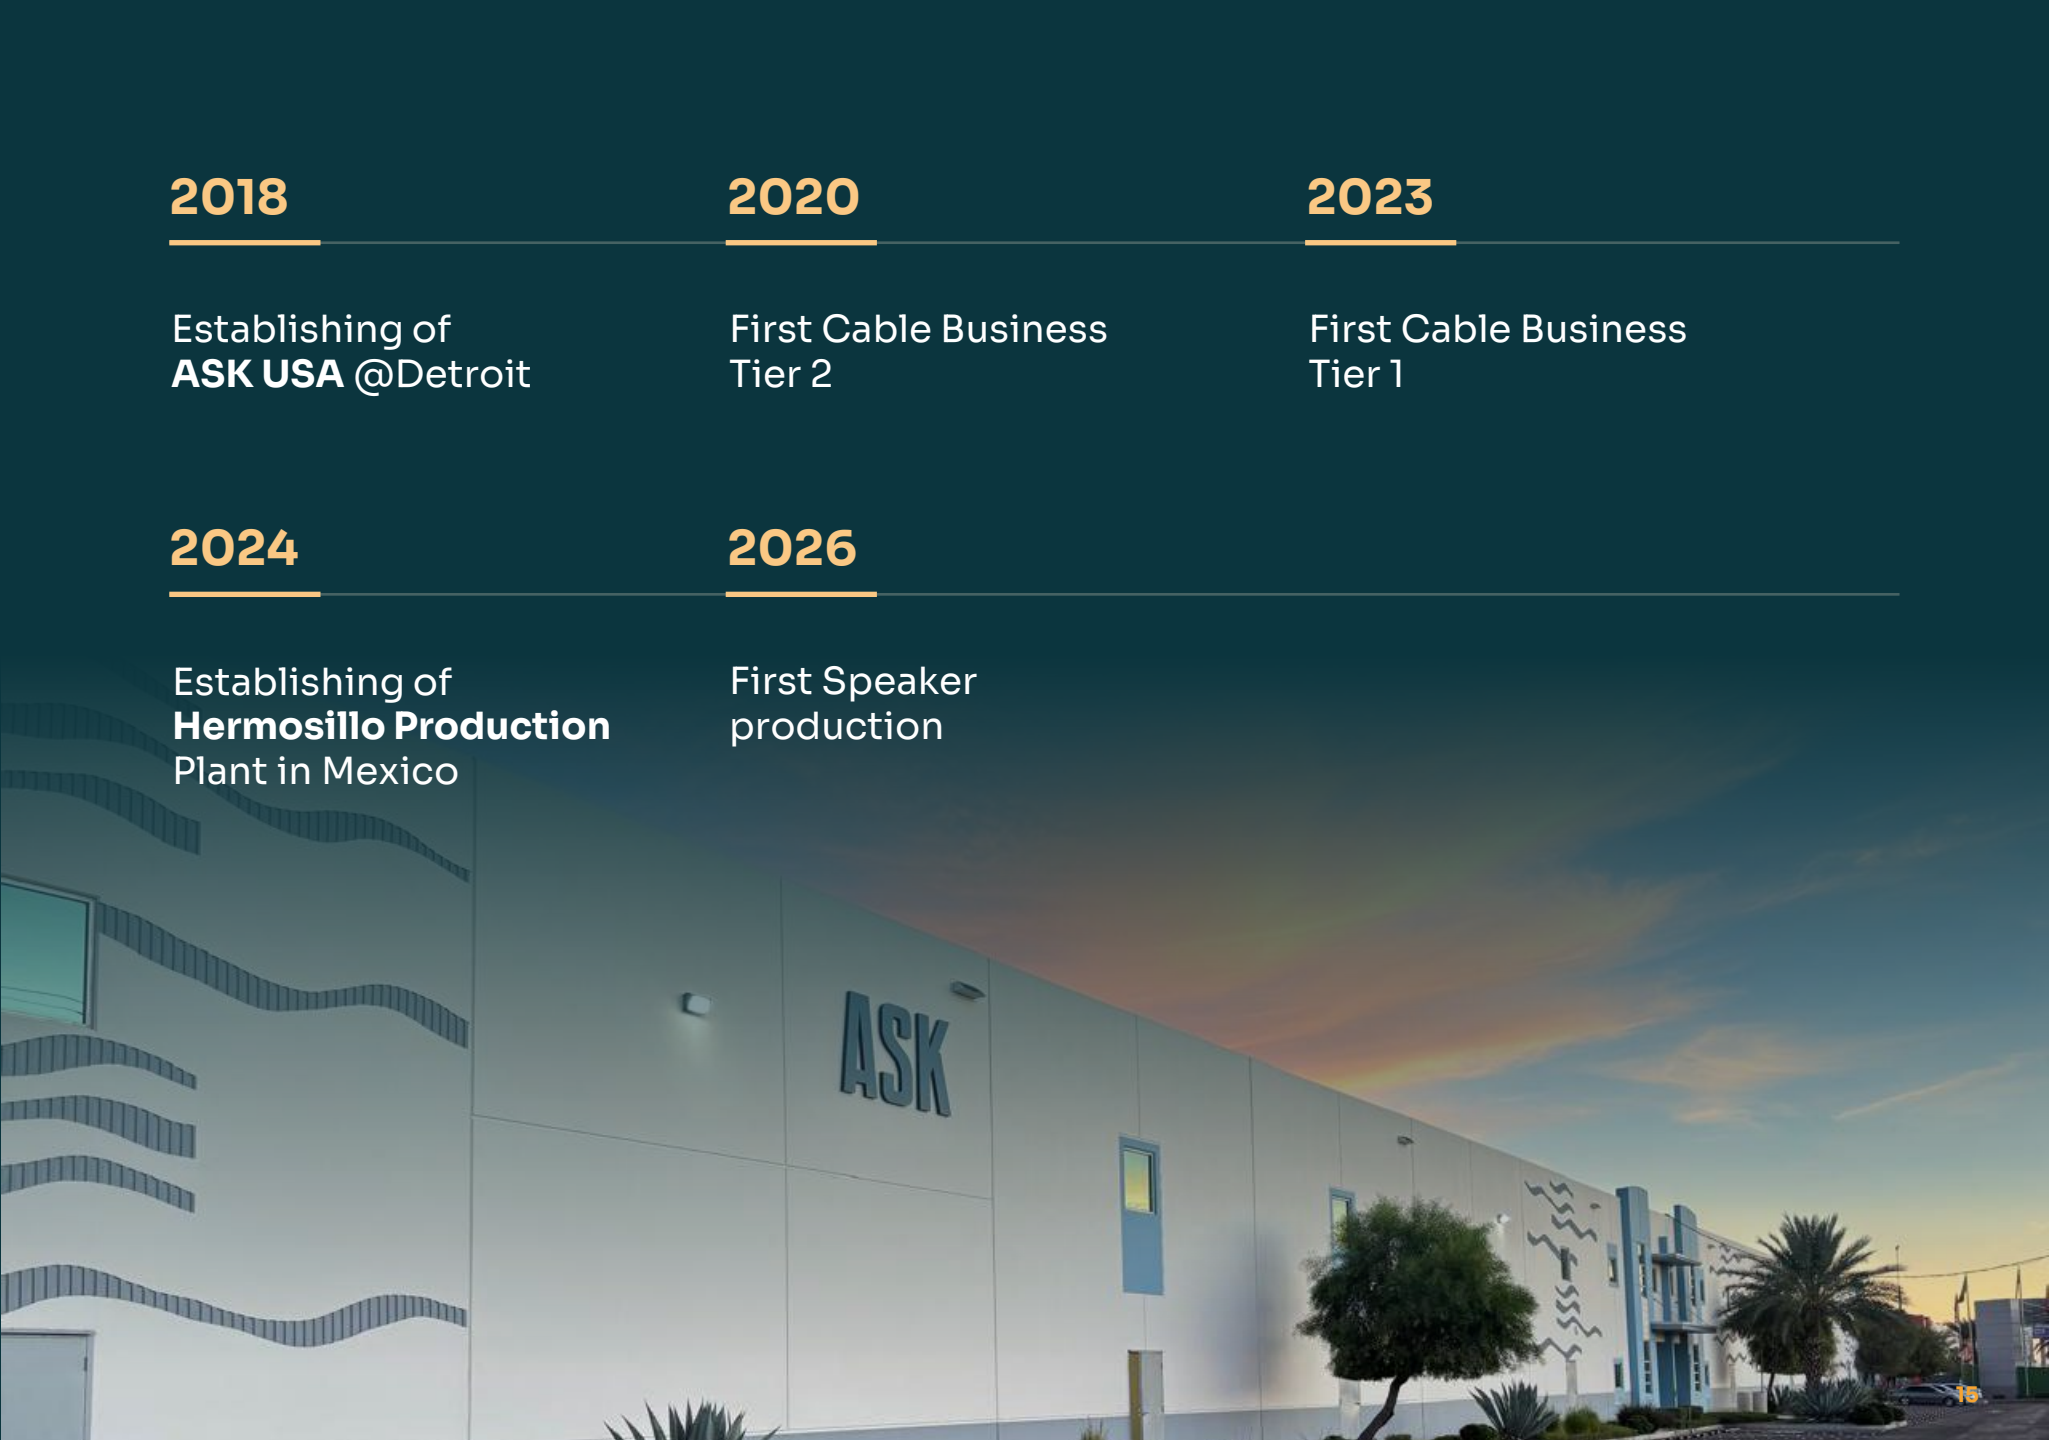 2018
2020
2023
Establishing of
ASK USA @Detroit
First Cable Business
Tier 2
First Cable Business
Tier 1
2024
2026
Establishing of
Hermosillo Production
Plant in Mexico
First Speaker
production
ASK
15